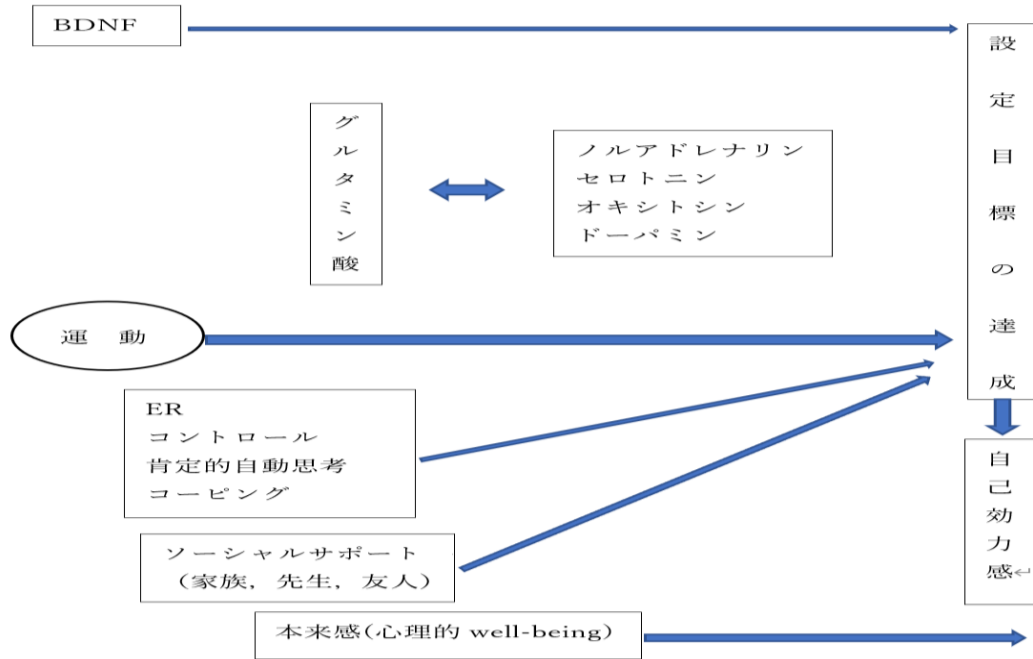 BDNF
設定目標の達成
グルタミン酸
ノルアドレナリン
セロトニン
オキシトシン
ドーパミン
運 動
ER
コントロール
肯定的自動思考
コーピング
自己効力感↵
ソーシャルサポート
(家族, 先生, 友人)
本来感(心理的 well-being)